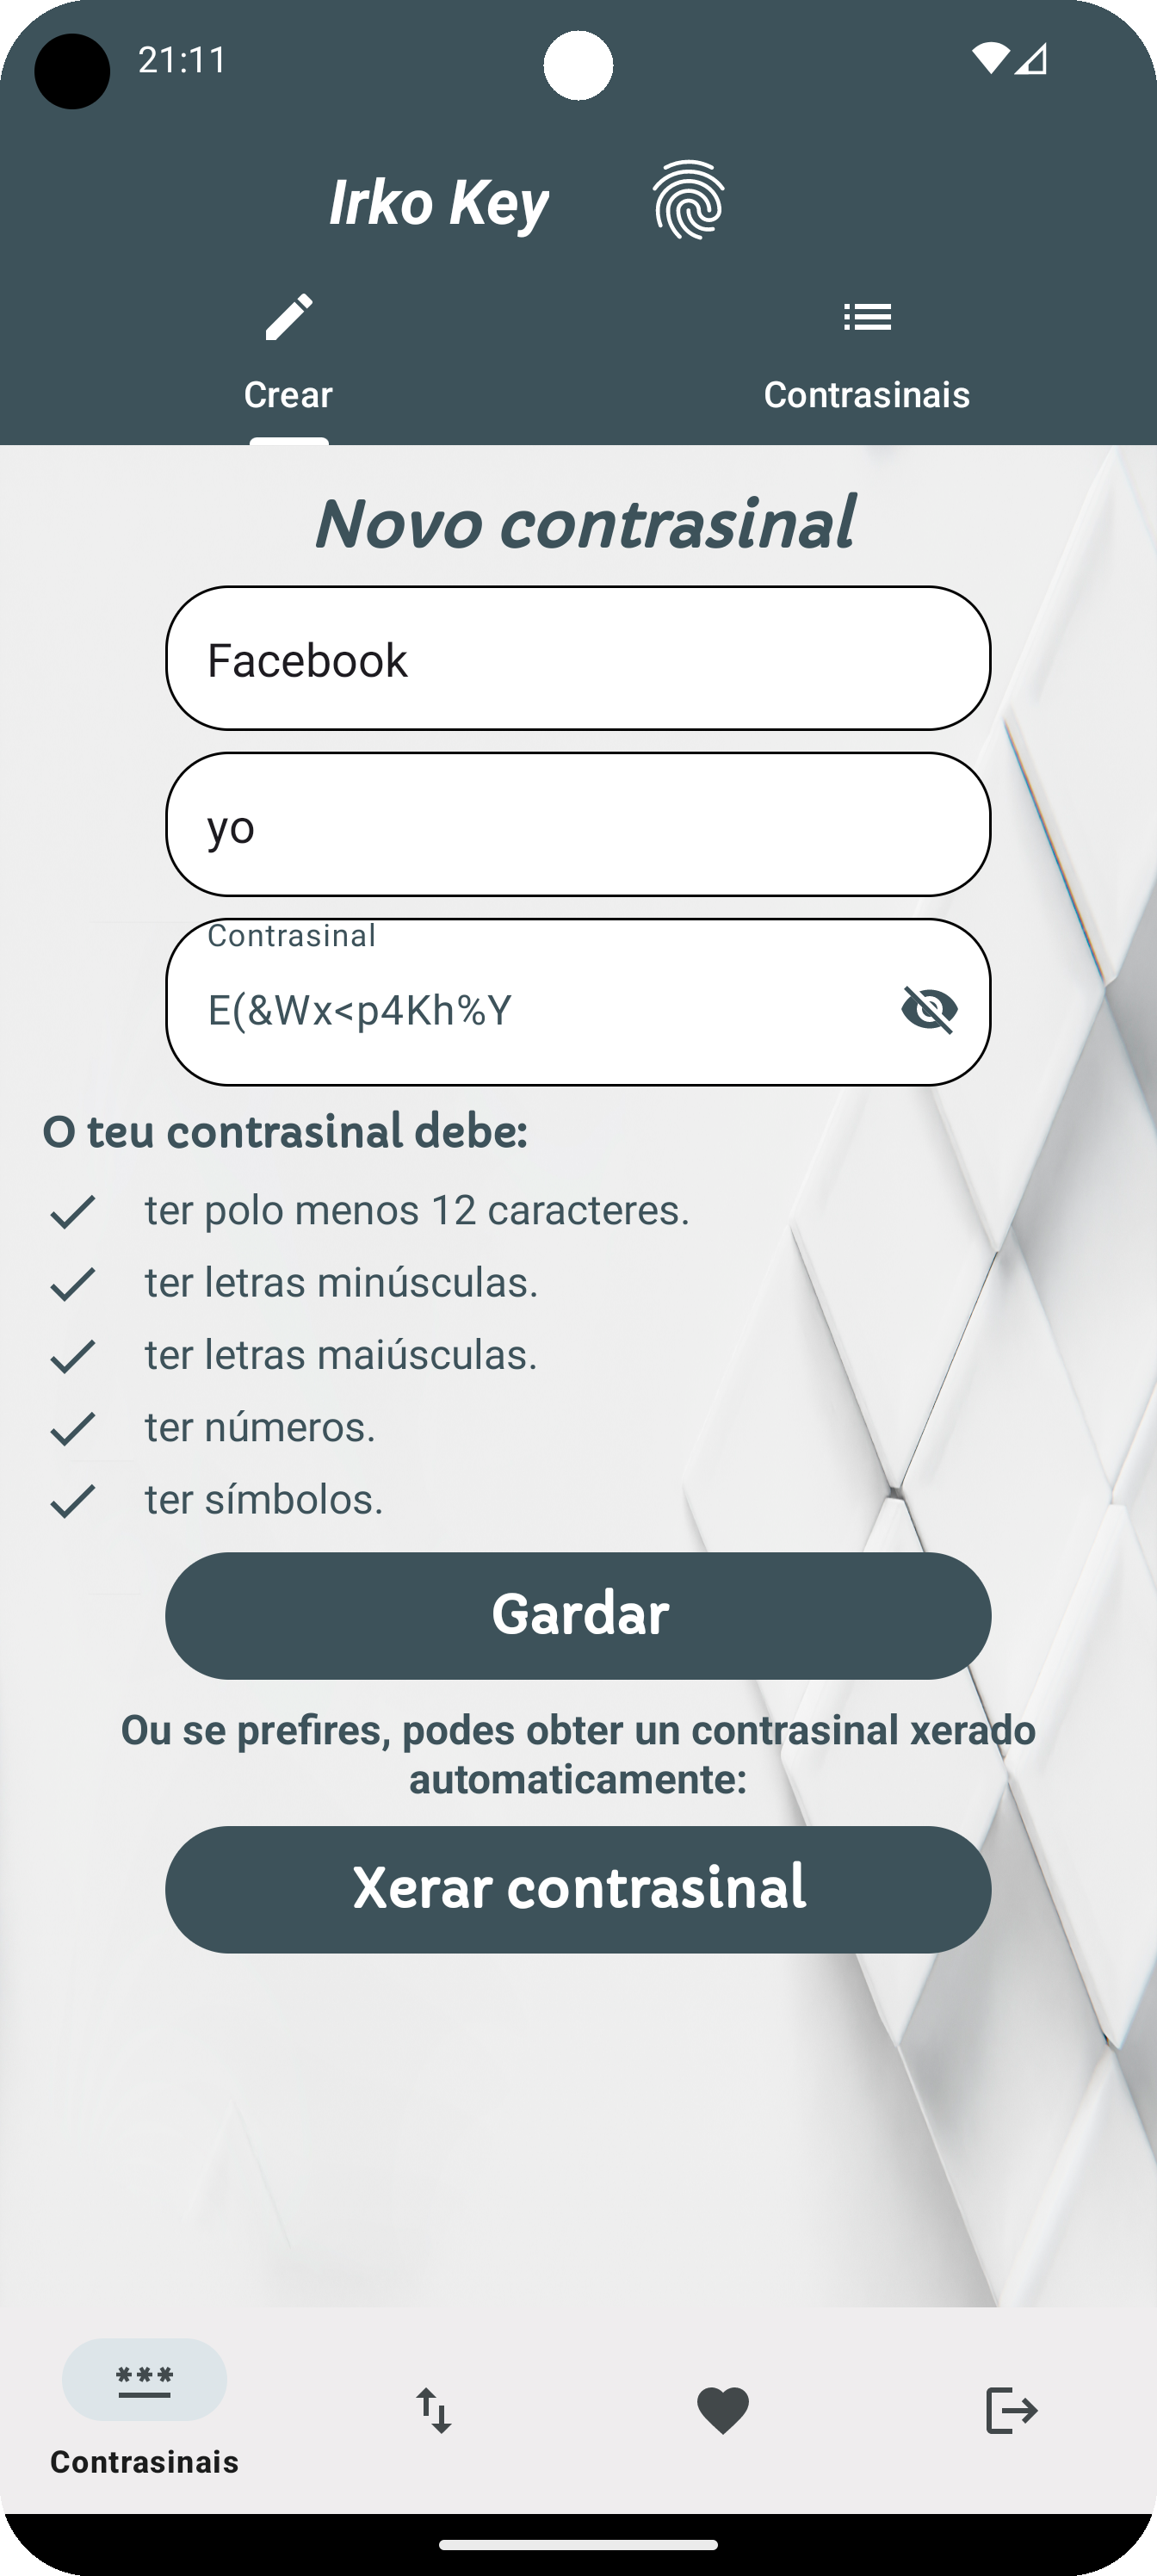 21:11
Irko Key
Crear
Contrasinais
Novo contrasinal
Facebook
yo
Contrasinal
E(&Wx<p4Kh%Y
O teu contrasinal debe:
ter polo menos 12 caracteres.
ter letras minúsculas.
ter letras maiúsculas.
ter números.
ter símbolos.
Gardar
Ou se prefires, podes obter un contrasinal xerado
automaticamente:
Xerar contrasinal
***
Contrasinais